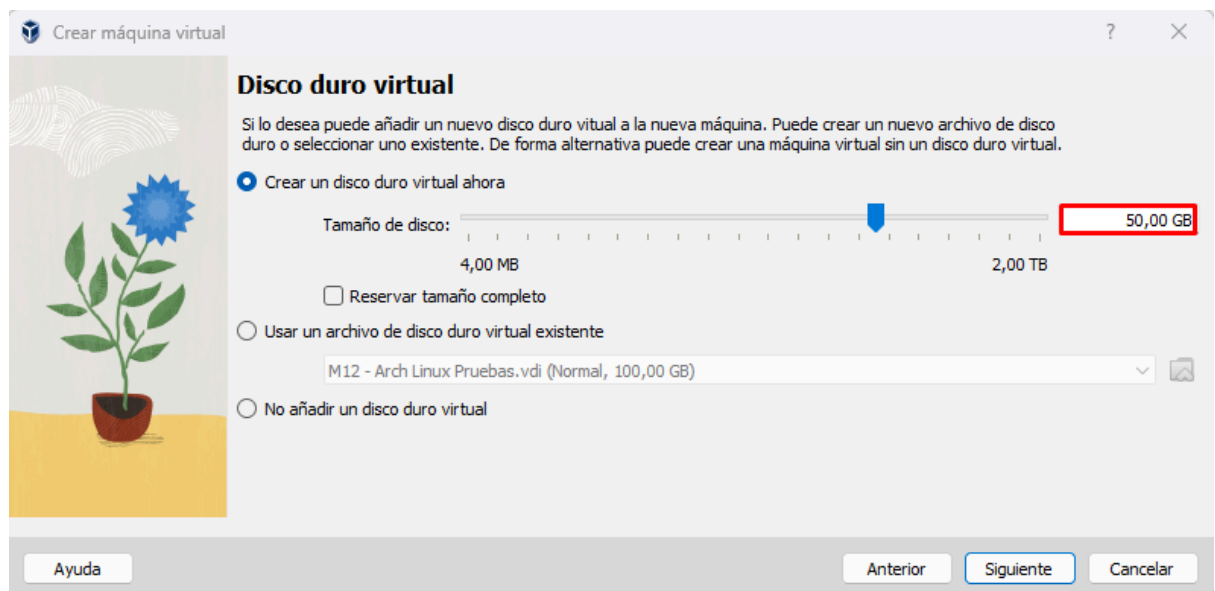 Crear máquina virtual
Disco duro virtual
Si lo desea puede añadir un nuevo disco duro vitual a la nueva máquina. Puede crear un nuevo archivo de disco
duro o seleccionar uno existente. De forma alternativa puede crear una máquina virtual sin un disco duro virtual.
Crear un disco duro virtual ahora
Tamaño de disco: 50,00 GB
4,00 MB 2,00 TB
Reservar tamaño completo
Usar un archivo de disco duro virtual existente
M12 - Arch Linux Pruebas.vdi (Normal, 100,00 GB)
No añadir un disco duro virtual
Ayuda Anterior Siguiente Cancelar